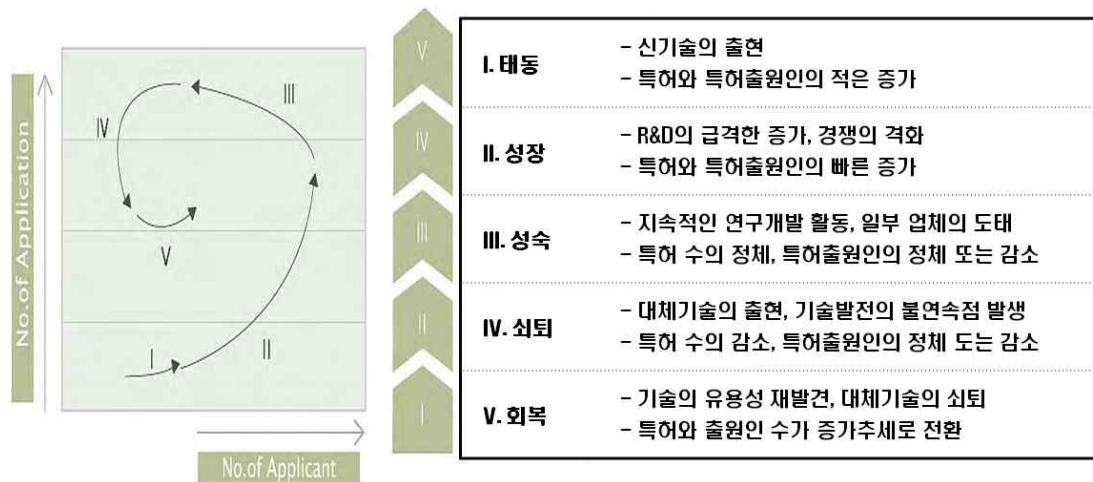 No.of Application
I
II
III
IV
V
No.of Applicant
V
IV
III
II
I
I. 태동
– 신기술의 출현
– 특허와 특허출원인의 적은 증가
II. 성장
– R&D의 급격한 증가, 경쟁의 격화
– 특허와 특허출원인의 빠른 증가
III. 성숙
– 지속적인 연구개발 활동, 일부 업체의 도태
– 특허 수의 정체, 특허출원인의 정체 또는 감소
IV. 쇠퇴
– 대체기술의 출현, 기술발전의 불연속점 발생
– 특허 수의 감소, 특허출원인의 정체 도는 감소
V. 회복
– 기술의 유용성 재발견, 대체기술의 쇠퇴
– 특허와 출원인 수가 증가추세로 전환